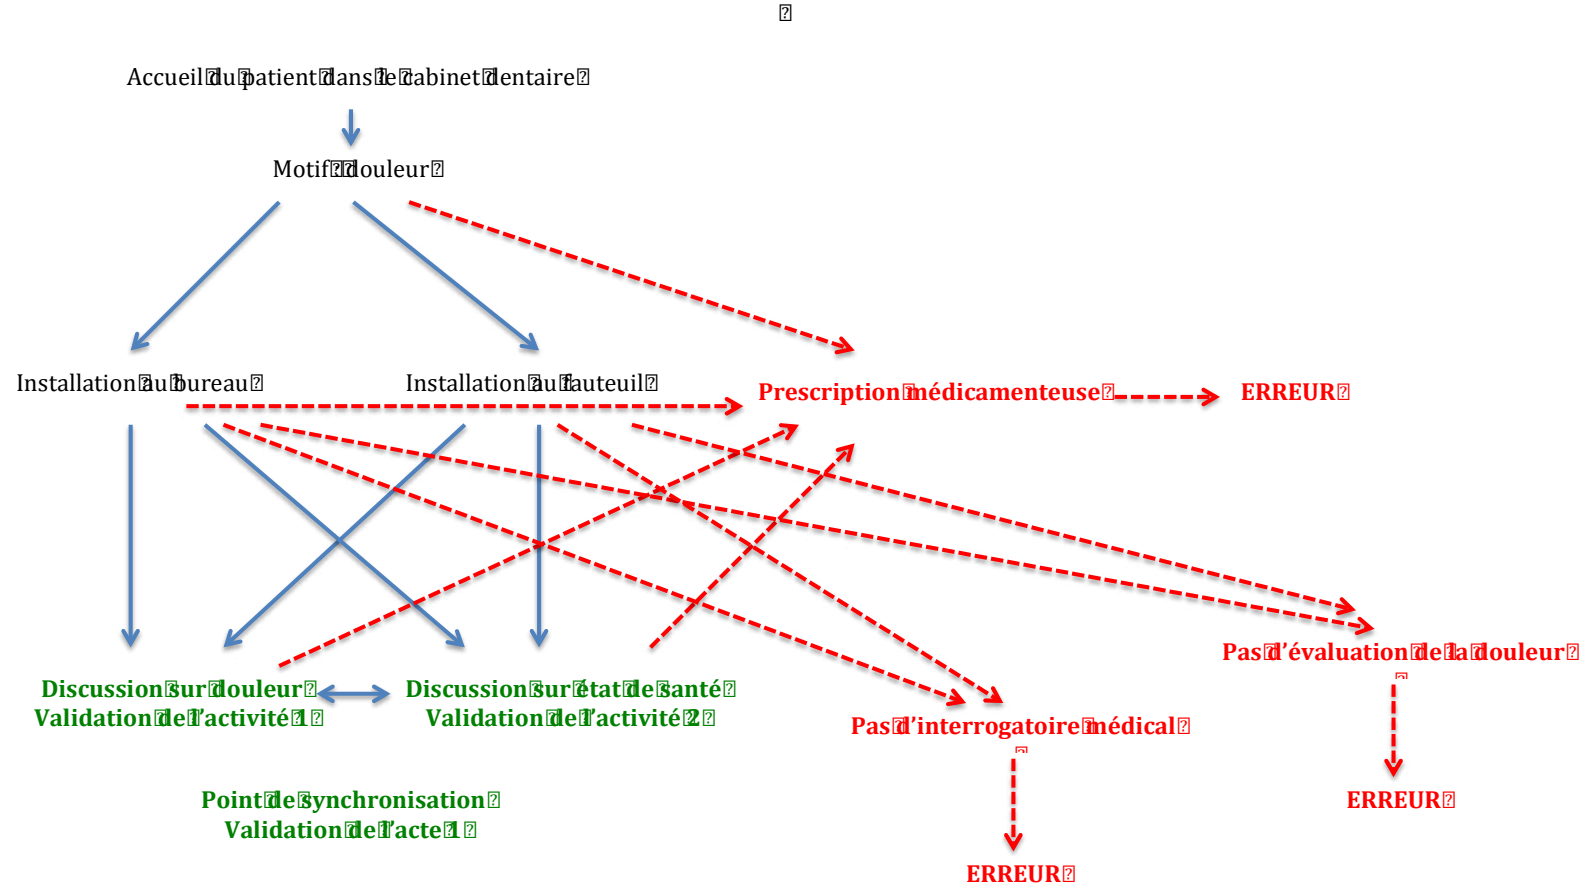 Accueil du patient dans le cabinet dentaire
Motif douleur
Installation au bureau
Installation au fauteuil
Prescription médicamenteuse
ERREUR
Pas d'évaluation de la douleur
Discussion sur douleur
Validation de l'activité 1
Discussion sur état de santé
Validation de l'activité 2
Pas d'interrogatoire médical
Point de synchronisation
Validation de l'acte 1
ERREUR
ERREUR